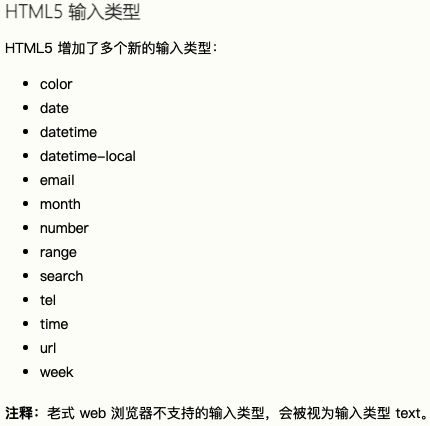 HTML5 输入类型
HTML5 增加了多个新的输入类型：
• color
• date
• datetime
• datetime-local
• email
• month
• number
• range
• search
• tel
• time
• url
• week
注释：老式 web 浏览器不支持的输入类型，会被视为输入类型 text。